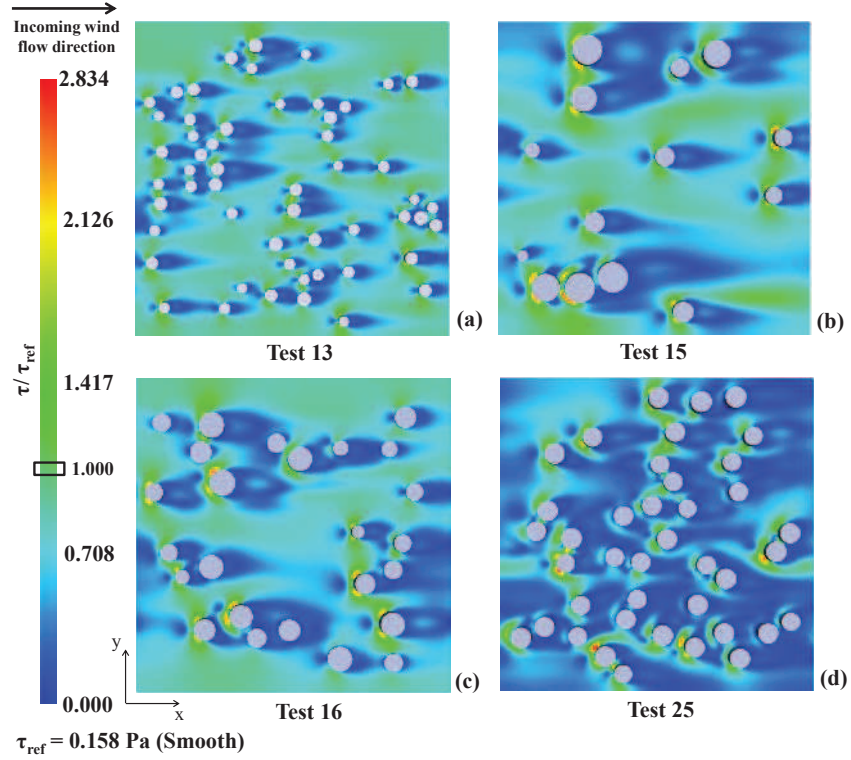 Incoming wind
flow direction
2.834
2.126
1.417
1.000
0.708
0.000
τ/τref
τref = 0.158 Pa (Smooth)
(a)
Test 13
(b)
Test 15
y
x
(c)
Test 16
(d)
Test 25